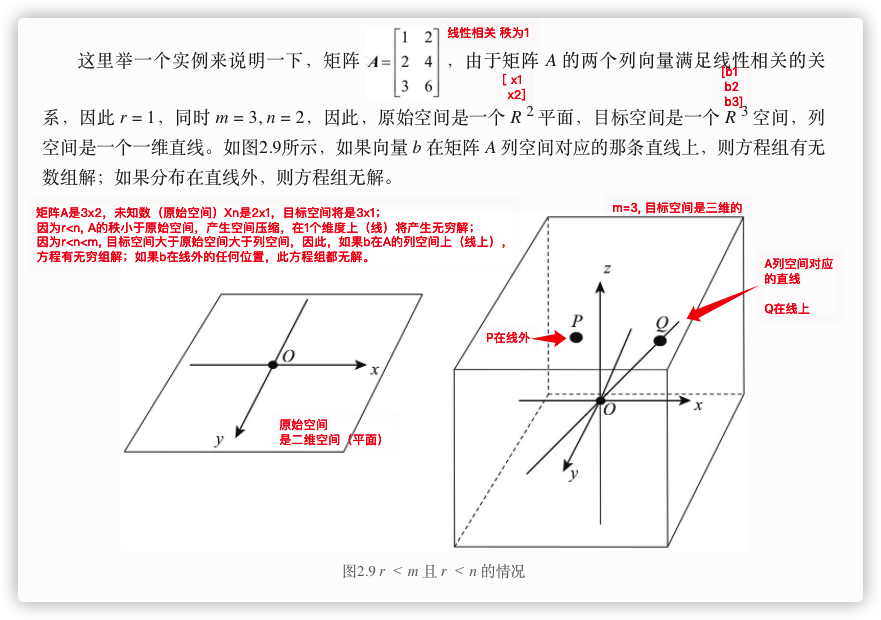 线性相关 秩为1
这里举一个实例来说明一下，矩阵 A= [1 2
2 4
3 6] ，由于矩阵 A 的两个列向量满足线性相关的关
[ x1
x2]
[b1
b2
b3]
系，因此 r = 1，同时 m = 3, n = 2，因此，原始空间是一个 R 2 平面，目标空间是一个 R 3 空间，列
空间是一个一维直线。如图2.9所示，如果向量 b 在矩阵 A 列空间对应的那条直线上，则方程组有无
数组解；如果分布在直线外，则方程组无解。
矩阵A是3x2，未知数（原始空间）Xn是2x1，目标空间将是3x1；
因为r<n, A的秩小于原始空间，产生空间压缩，在1个维度上（线）将产生无穷解；
因为r<n<m, 目标空间大于原始空间大于列空间，因此，如果b在A的列空间上（线上），
方程有无穷组解；如果b在线外的任何位置，此方程组都无解。
m=3, 目标空间是三维的
A列空间对应
的直线
Q在线上
P在线外
z
P
Q
O
x
y
O
x
y
原始空间
是二维空间（平面）
图2.9 r < m 且 r < n 的情况